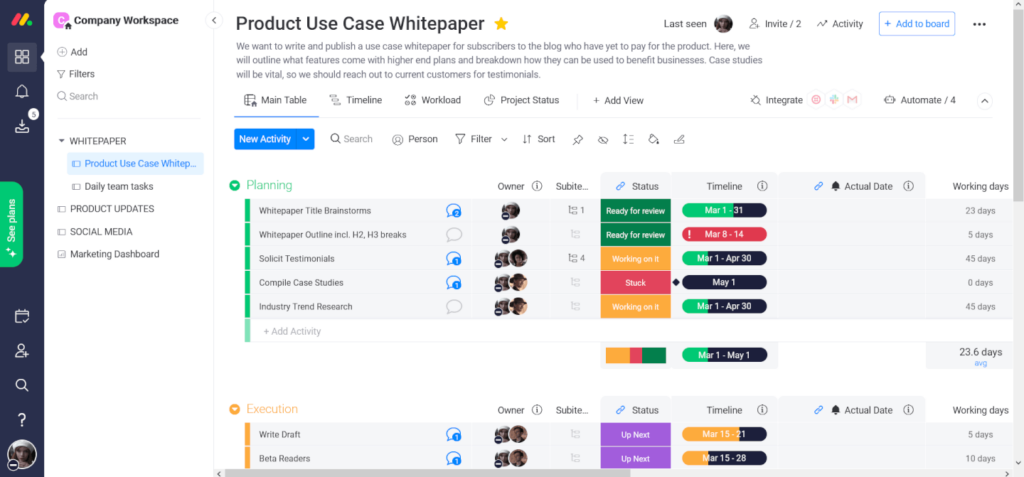 Company Workspace
Add
Filters
Search
WHITEPAPER
Product Use Case Whitep...
Daily team tasks
PRODUCT UPDATES
SOCIAL MEDIA
Marketing Dashboard
5
See plans
?
Product Use Case Whitepaper
Last seen
Invite / 2
Activity
+ Add to board
We want to write and publish a use case whitepaper for subscribers to the blog who have yet to pay for the product. Here, we
will outline what features come with higher end plans and breakdown how they can be used to benefit businesses. Case studies
will be vital, so we should reach out to current customers for testimonials.
Main Table Timeline Workload Project Status + Add View Integrate Automate / 4
New Activity Search Person Filter Sort
Planning Owner Subite... Status Timeline Actual Date Working days
Whitepaper Title Brainstorms 2 1 Ready for review Mar 1 - 31 23 days
Whitepaper Outline incl. H2, H3 breaks Ready for review ! Mar 8 - 14 5 days
Solicit Testimonials 1 4 Working on it Mar 1 - Apr 30 45 days
Compile Case Studies 1 Stuck May 1 0 days
Industry Trend Research Working on it Mar 1 - Apr 30 45 days
+ Add Activity
Mar 1 - May 1 23.6 days
avg
Execution Owner Subite... Status Timeline Actual Date Working days
Write Draft 1 Up Next Mar 15 - 21 5 days
Beta Readers 1 Up Next Mar 15 - 28 10 days